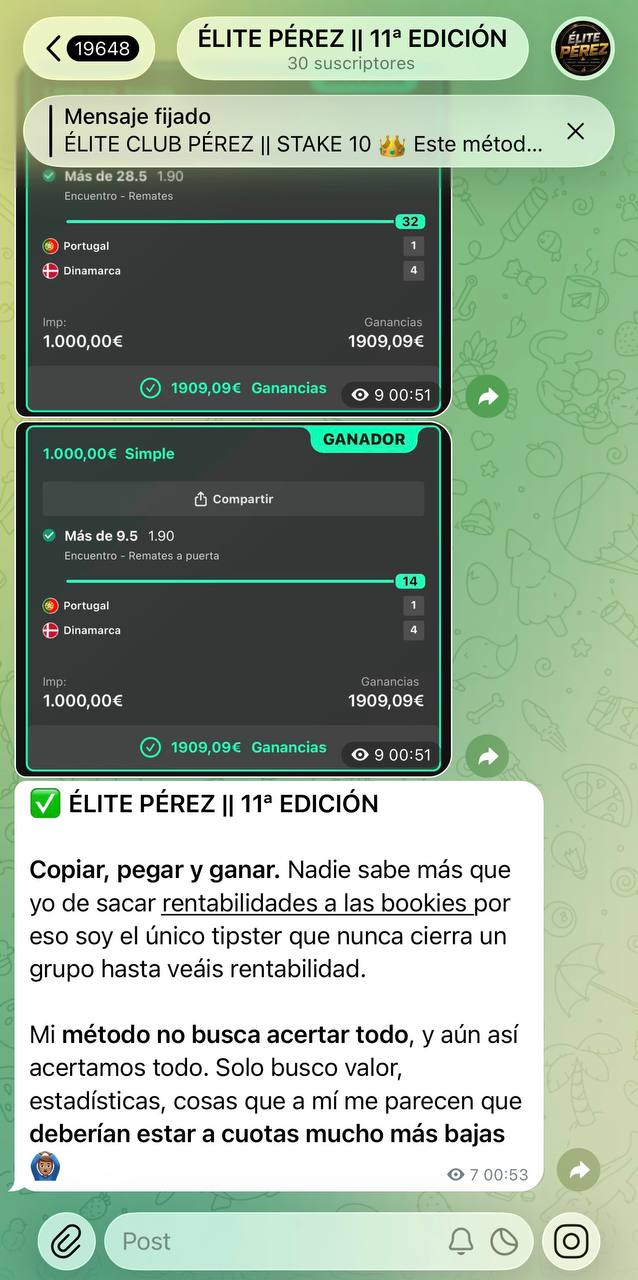 19648
ÉLITE PÉREZ || 11ª EDICIÓN
30 suscriptores
ÉLITE
PÉREZ
Mensaje fijado
ÉLITE CLUB PÉREZ || STAKE 10 👑 Este métod...
Más de 28.5 1.90
Encuentro - Remates
32
Portugal 1
Dinamarca 4
Imp: Ganancias
1.000,00€ 1909,09€
1909,09€ Ganancias
9 00:51
GANADOR
1.000,00€ Simple
Compartir
Más de 9.5 1.90
Encuentro - Remates a puerta
14
Portugal 1
Dinamarca 4
Imp: Ganancias
1.000,00€ 1909,09€
1909,09€ Ganancias
9 00:51
✅ ÉLITE PÉREZ || 11ª EDICIÓN
Copiar, pegar y ganar. Nadie sabe más que
yo de sacar rentabilidades a las bookies por
eso soy el único tipster que nunca cierra un
grupo hasta veáis rentabilidad.
Mi método no busca acertar todo, y aún así
acertamos todo. Solo busco valor,
estadísticas, cosas que a mí me parecen que
deberían estar a cuotas mucho más bajas
🙆🏽‍♂️
7 00:53
Post